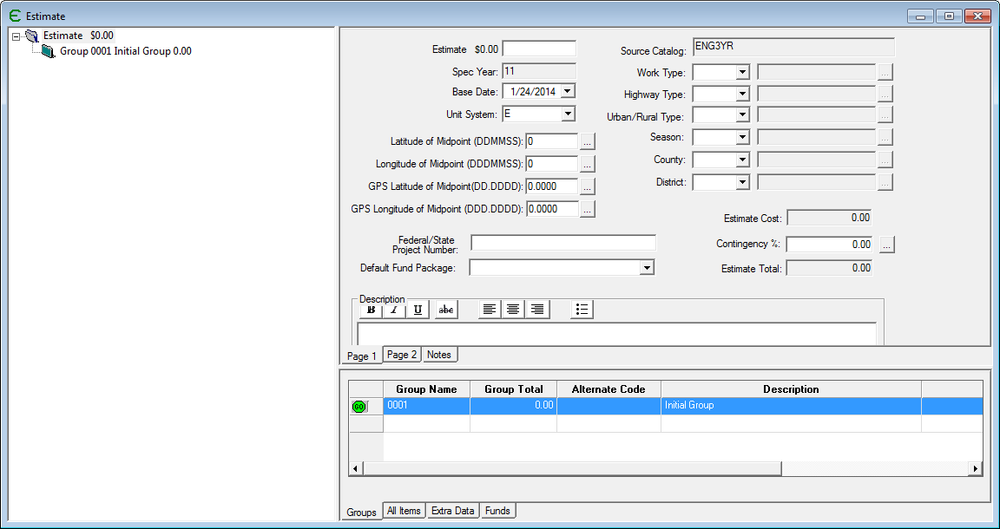 Estimate
Estimate $0.00
Group 0001 Initial Group 0.00
Estimate $0.00
Spec Year: 11
Base Date: 1/24/2014
Unit System: E
Latitude of Midpoint (DDMMSS): 0 ...
Longitude of Midpoint (DDDMMSS): 0 ...
GPS Latitude of Midpoint(DD.DDDD): 0.0000 ...
GPS Longitude of Midpoint (DDD.DDDD): 0.0000 ...
Federal/State
Project Number:
Default Fund Package:
Source Catalog: ENG3YR
Work Type: ...
Highway Type: ...
Urban/Rural Type: ...
Season: ...
County: ...
District: ...
Estimate Cost: 0.00
Contingency %: 0.00 ...
Estimate Total: 0.00
Description
B I U abc
Page 1 Page 2 Notes
Group Name Group Total Alternate Code Description
GO 0001 0.00 Initial Group
Groups All Items Extra Data Funds